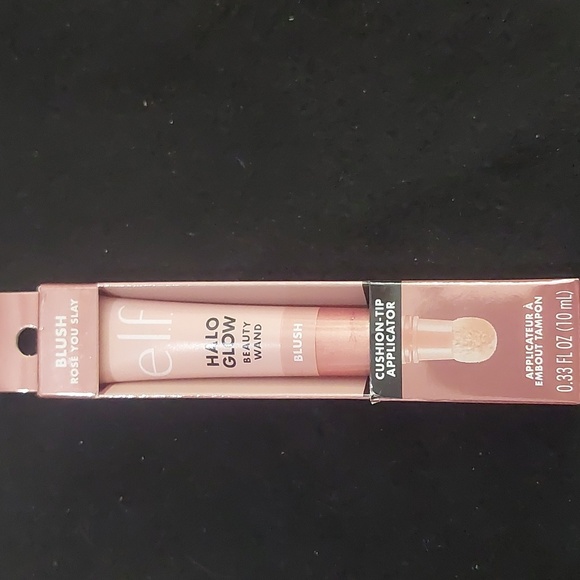 BLUSH
ROSÉ YOU SLAY
e.l.f.
HALO
GLOW
BEAUTY
WAND
BLUSH
CUSHION-TIP
APPLICATOR
APPLICATEUR À
EMBOUT TAMPON
0.33 FL OZ (10 mL)